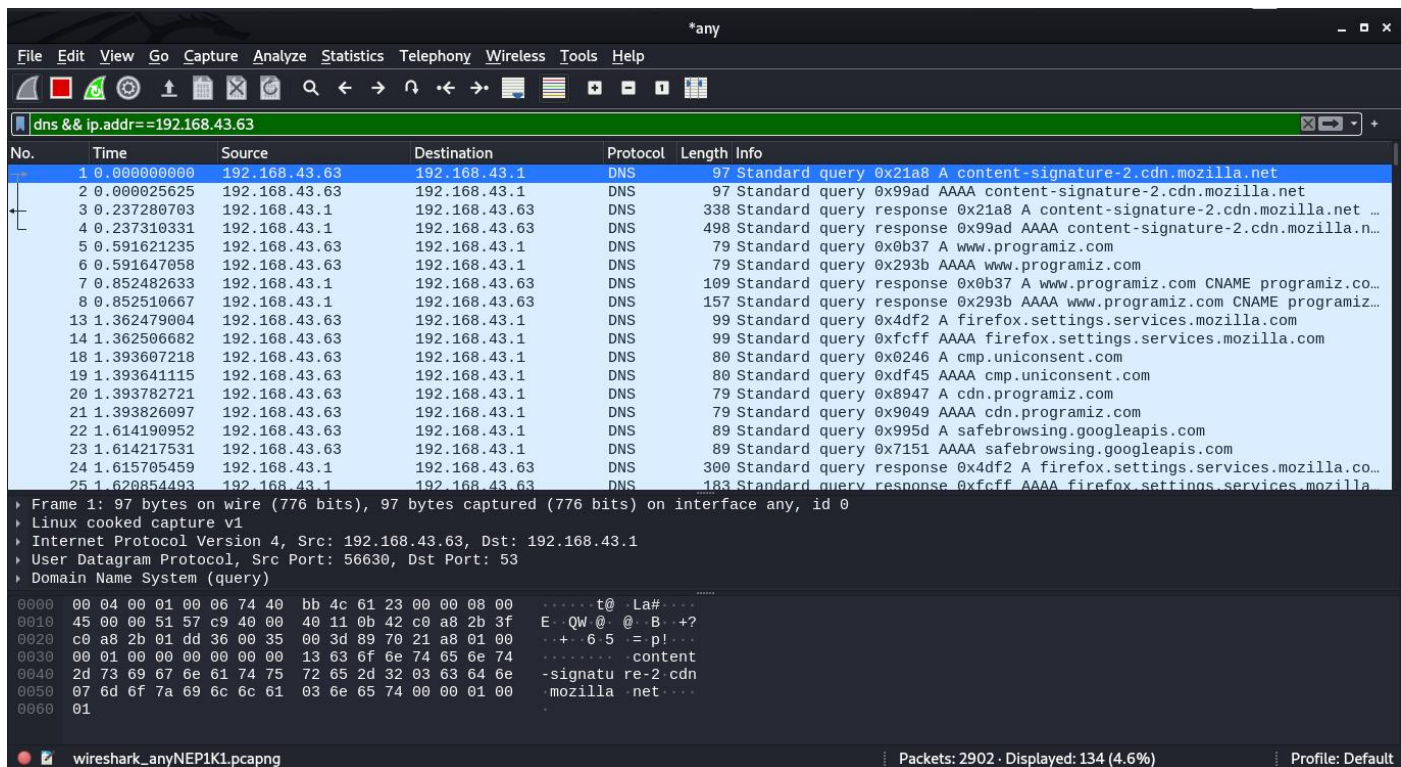 *any
File Edit View Go Capture Analyze Statistics Telephony Wireless Tools Help
dns && ip.addr==192.168.43.63
No. Time Source Destination Protocol Length Info
1 0.000000000 192.168.43.63 192.168.43.1 DNS 97 Standard query 0x21a8 A content-signature-2.cdn.mozilla.net
2 0.000025625 192.168.43.63 192.168.43.1 DNS 97 Standard query 0x99ad AAAA content-signature-2.cdn.mozilla.net
3 0.237280703 192.168.43.1 192.168.43.63 DNS 338 Standard query response 0x21a8 A content-signature-2.cdn.mozilla.net …
4 0.237310331 192.168.43.1 192.168.43.63 DNS 498 Standard query response 0x99ad AAAA content-signature-2.cdn.mozilla.n…
5 0.591621235 192.168.43.63 192.168.43.1 DNS 79 Standard query 0x0b37 A www.programiz.com
6 0.591647058 192.168.43.63 192.168.43.1 DNS 79 Standard query 0x293b AAAA www.programiz.com
7 0.852482633 192.168.43.1 192.168.43.63 DNS 109 Standard query response 0x0b37 A www.programiz.com CNAME programiz.co…
8 0.852510667 192.168.43.1 192.168.43.63 DNS 157 Standard query response 0x293b AAAA www.programiz.com CNAME programiz…
13 1.362479004 192.168.43.63 192.168.43.1 DNS 99 Standard query 0x4df2 A firefox.settings.services.mozilla.com
14 1.362506682 192.168.43.63 192.168.43.1 DNS 99 Standard query 0xfcff AAAA firefox.settings.services.mozilla.com
18 1.393607218 192.168.43.63 192.168.43.1 DNS 80 Standard query 0x0246 A cmp.uniconsent.com
19 1.393641115 192.168.43.63 192.168.43.1 DNS 80 Standard query 0xdf45 AAAA cmp.uniconsent.com
20 1.393782721 192.168.43.63 192.168.43.1 DNS 79 Standard query 0x8947 A cdn.programiz.com
21 1.393826097 192.168.43.63 192.168.43.1 DNS 79 Standard query 0x9049 AAAA cdn.programiz.com
22 1.614190952 192.168.43.63 192.168.43.1 DNS 89 Standard query 0x995d A safebrowsing.googleapis.com
23 1.614217531 192.168.43.63 192.168.43.1 DNS 89 Standard query 0x7151 AAAA safebrowsing.googleapis.com
24 1.615705459 192.168.43.1 192.168.43.63 DNS 300 Standard query response 0x4df2 A firefox.settings.services.mozilla.co…
25 1.620854493 192.168.43.1 192.168.43.63 DNS 183 Standard query response 0xfcff AAAA firefox.settings.services.mozilla…
Frame 1: 97 bytes on wire (776 bits), 97 bytes captured (776 bits) on interface any, id 0
Linux cooked capture v1
Internet Protocol Version 4, Src: 192.168.43.63, Dst: 192.168.43.1
User Datagram Protocol, Src Port: 56630, Dst Port: 53
Domain Name System (query)
0000 00 04 00 01 00 06 74 40 bb 4c 61 23 00 00 08 00 ······t@ ·La#····
0010 45 00 00 51 57 c9 40 00 40 11 0b 42 c0 a8 2b 3f E··QW·@· @··B··+?
0020 c0 a8 2b 01 dd 36 00 35 00 3d 89 70 21 a8 01 00 ··+··6·5 ·=·p!···
0030 00 01 00 00 00 00 00 00 13 63 6f 6e 74 65 6e 74 ········ ·content
0040 2d 73 69 67 6e 61 74 75 72 65 2d 32 03 63 64 6e -signatu re-2·cdn
0050 07 6d 6f 7a 69 6c 6c 61 03 6e 65 74 00 00 01 00 ·mozilla ·net····
0060 01 ·
wireshark_anyNEP1K1.pcapng Packets: 2902 · Displayed: 134 (4.6%) Profile: Default